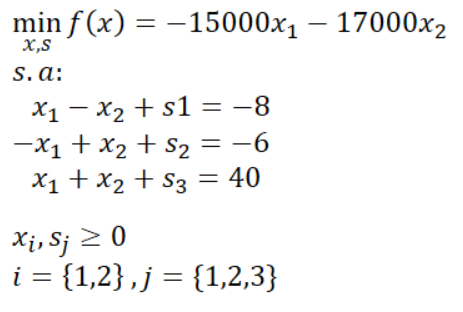 min f(x) = −15000x₁ − 17000x₂
x,s
s. a:
x₁ − x₂ + s1 = −8
−x₁ + x₂ + s₂ = −6
x₁ + x₂ + s₃ = 40
xᵢ, sⱼ ≥ 0
i = {1,2} , j = {1,2,3}